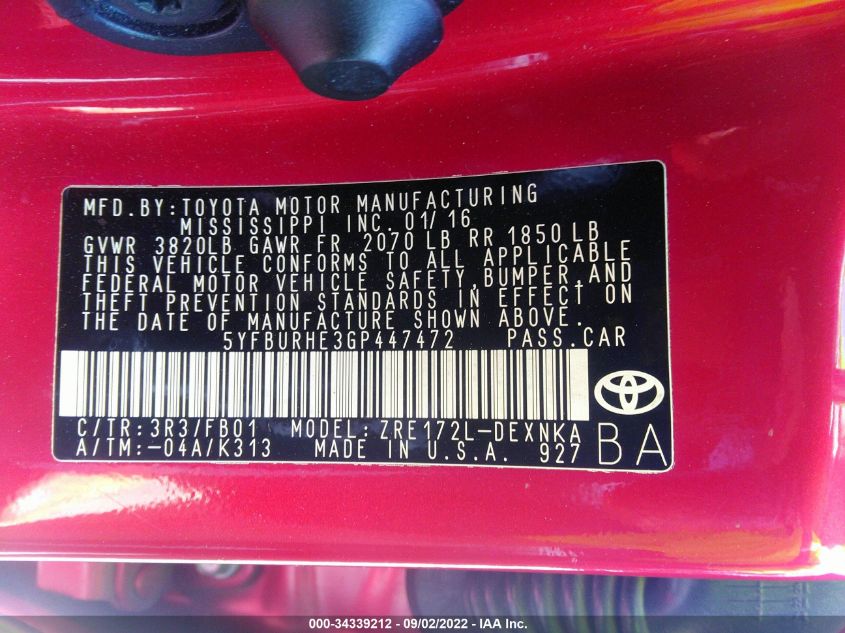 MFD.BY:TOYOTA MOTOR MANUFACTURING
MISSISSIPPI INC. 01/16
GVWR 3820LB GAWR FR 2070 LB RR 1850 LB
THIS VEHICLE CONFORMS TO ALL APPLICABLE
FEDERAL MOTOR VEHICLE SAFETY,BUMPER,AND
THEFT PREVENTION STANDARDS IN EFFECT ON
THE DATE OF MANUFACTURE SHOWN ABOVE.
5YFBURHE3GP447472 PASS.CAR
C/TR:3R3/FB01 MODEL:ZRE172L-DEXNKA
A/TM:-04A/K313 MADE IN U.S.A. 927
BA
000-34339212 - 09/02/2022 - IAA Inc.